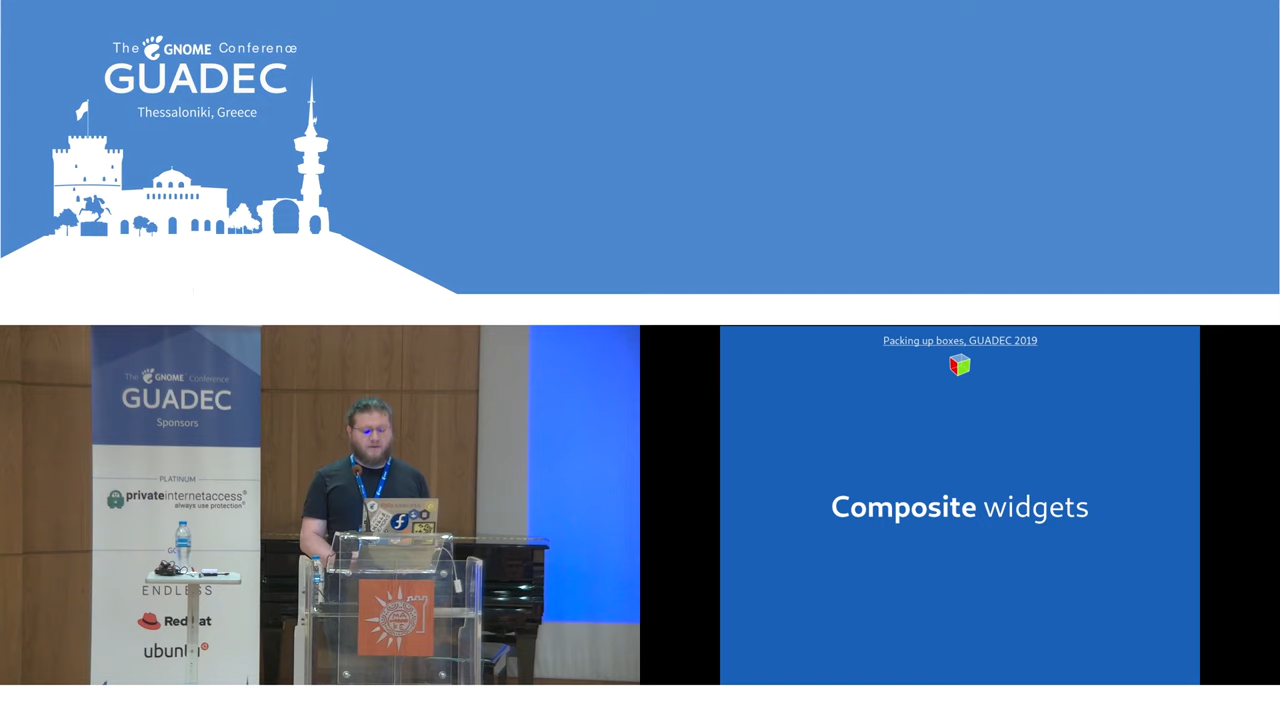 The GNOME Conference
GUADEC
Thessaloniki, Greece
The GNOME Conference
GUADEC
Sponsors
PLATINUM
privateinternetaccess®
always use protection®
ENDLESS
Red Hat
ubuntu
Packing up boxes, GUADEC 2019
Composite widgets